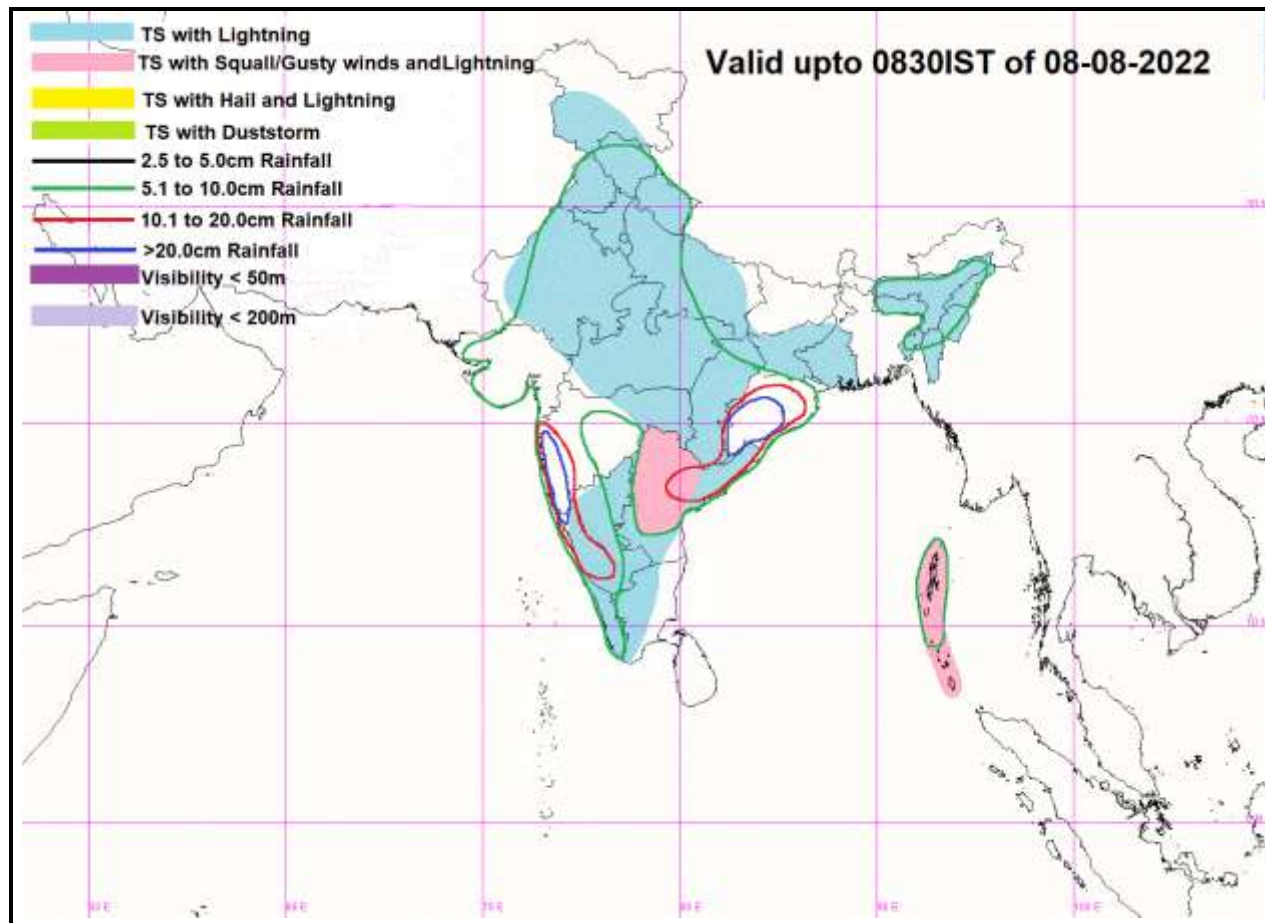 TS with Lightning
TS with Squall/Gusty winds andLightning
Valid upto 0830IST of 08-08-2022
TS with Hail and Lightning
TS with Duststorm
2.5 to 5.0cm Rainfall
5.1 to 10.0cm Rainfall
10.1 to 20.0cm Rainfall
>20.0cm Rainfall
Visibility < 50m
Visibility < 200m